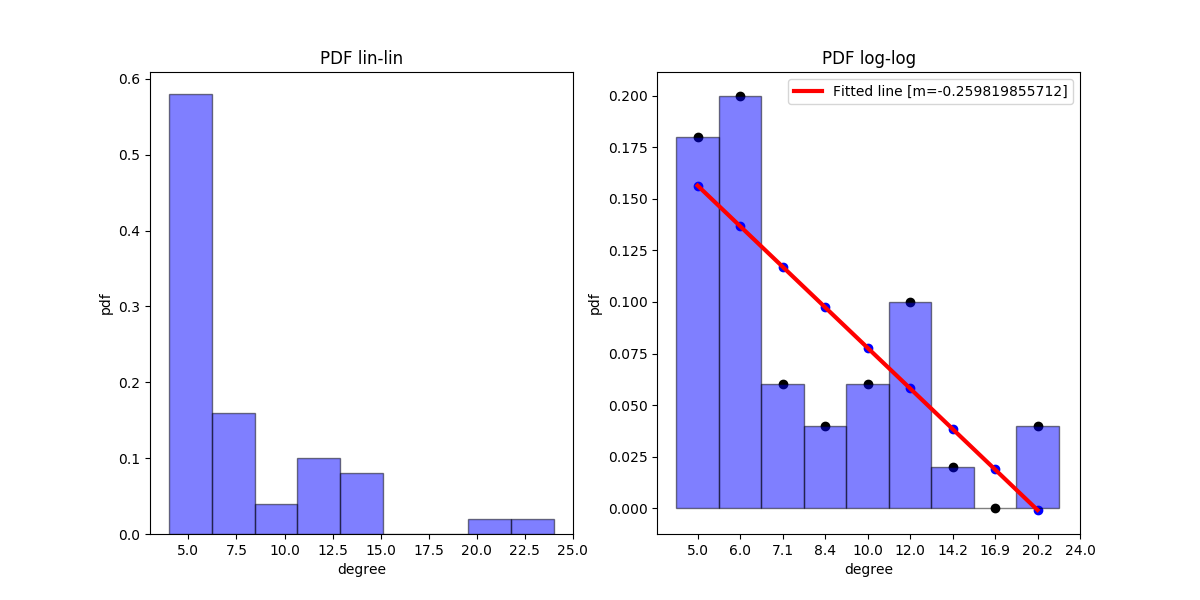 PDF lin-lin
0.6
0.5
0.4
0.3
0.2
0.1
0.0
pdf
5.0 7.5 10.0 12.5 15.0 17.5 20.0 22.5 25.0
degree
PDF log-log
Fitted line [m=-0.259819855712]
0.200
0.175
0.150
0.125
0.100
0.075
0.050
0.025
0.000
pdf
5.0 6.0 7.1 8.4 10.0 12.0 14.2 16.9 20.2 24.0
degree